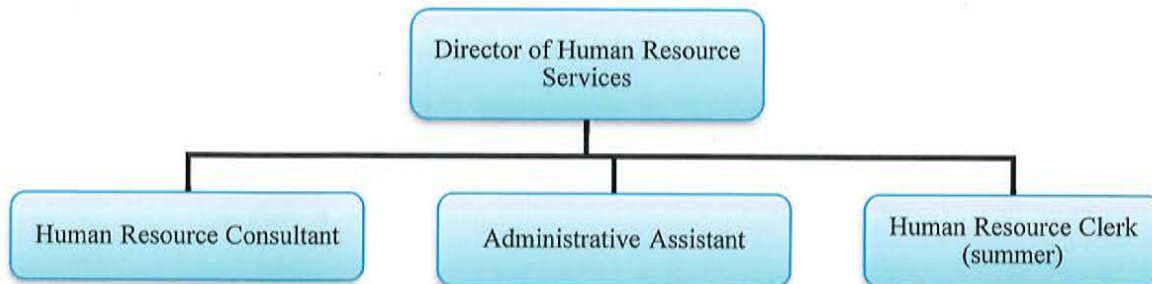 Director of Human Resource
Services
Human Resource Consultant
Administrative Assistant
Human Resource Clerk
(summer)